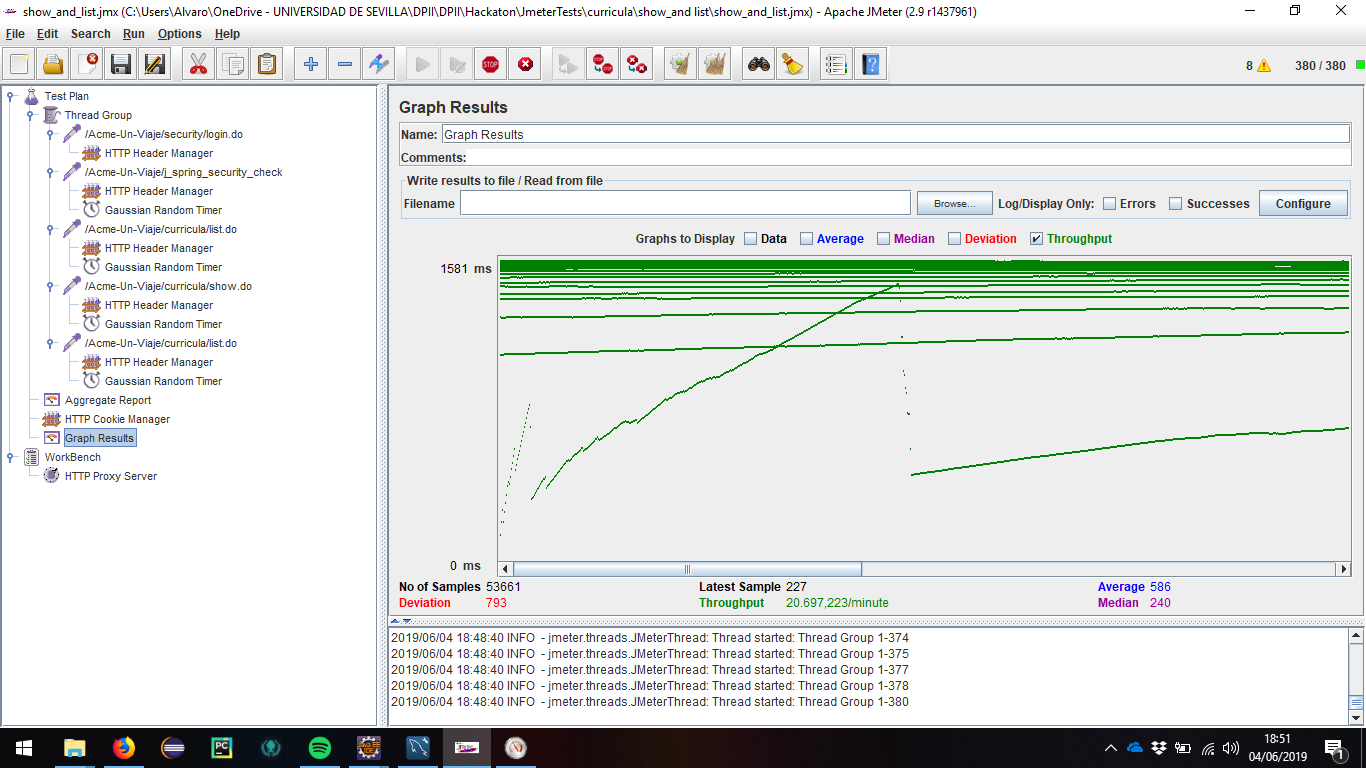 show_and_list.jmx (C:\Users\Alvaro\OneDrive - UNIVERSIDAD DE SEVILLA\DPII\DPII\Hackaton\JmeterTests\curricula\show_and list\show_and_list.jmx) - Apache JMeter (2.9 r1437961)
File Edit Search Run Options Help
STOP
8 380 / 380
Test Plan
Thread Group
/Acme-Un-Viaje/security/login.do
HTTP Header Manager
/Acme-Un-Viaje/j_spring_security_check
HTTP Header Manager
Gaussian Random Timer
/Acme-Un-Viaje/curricula/list.do
HTTP Header Manager
Gaussian Random Timer
/Acme-Un-Viaje/curricula/show.do
HTTP Header Manager
Gaussian Random Timer
/Acme-Un-Viaje/curricula/list.do
HTTP Header Manager
Gaussian Random Timer
Aggregate Report
HTTP Cookie Manager
Graph Results
WorkBench
HTTP Proxy Server
Graph Results
Name: Graph Results
Comments:
Write results to file / Read from file
Filename Browse... Log/Display Only: Errors Successes Configure
Graphs to Display Data Average Median Deviation Throughput
1581 ms
0 ms
No of Samples 53661 Latest Sample 227 Average 586
Deviation 793 Throughput 20.697,223/minute Median 240
2019/06/04 18:48:40 INFO - jmeter.threads.JMeterThread: Thread started: Thread Group 1-374
2019/06/04 18:48:40 INFO - jmeter.threads.JMeterThread: Thread started: Thread Group 1-375
2019/06/04 18:48:40 INFO - jmeter.threads.JMeterThread: Thread started: Thread Group 1-377
2019/06/04 18:48:40 INFO - jmeter.threads.JMeterThread: Thread started: Thread Group 1-378
2019/06/04 18:48:40 INFO - jmeter.threads.JMeterThread: Thread started: Thread Group 1-380
PC
18:51
04/06/2019
1